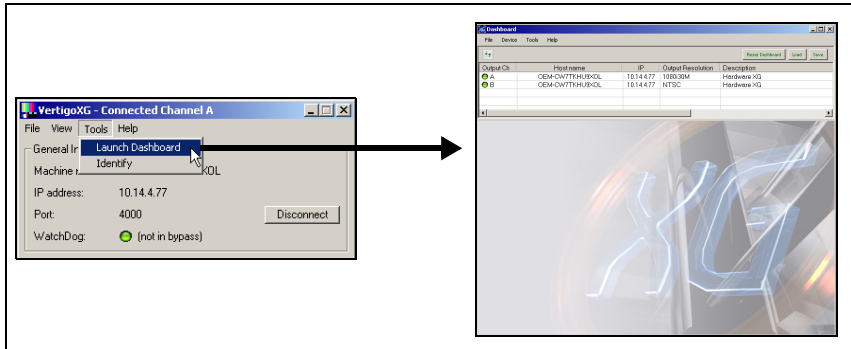 VertigoXG - Connected Channel A
File View Tools Help
Launch Dashboard
Identify
General In
Machine KOL
IP address: 10.14.4.77
Port: 4000 Disconnect
WatchDog: (not in bypass)
Dashboard
File Device Tools Help
Reset Dashboard Load Save
Output Ch Host name IP Output Resolution Description
A OEM-CW7TKHU9XOL 10.14.4.77 1080i30M Hardware XG
B OEM-CW7TKHU9XOL 10.14.4.77 NTSC Hardware XG
XG